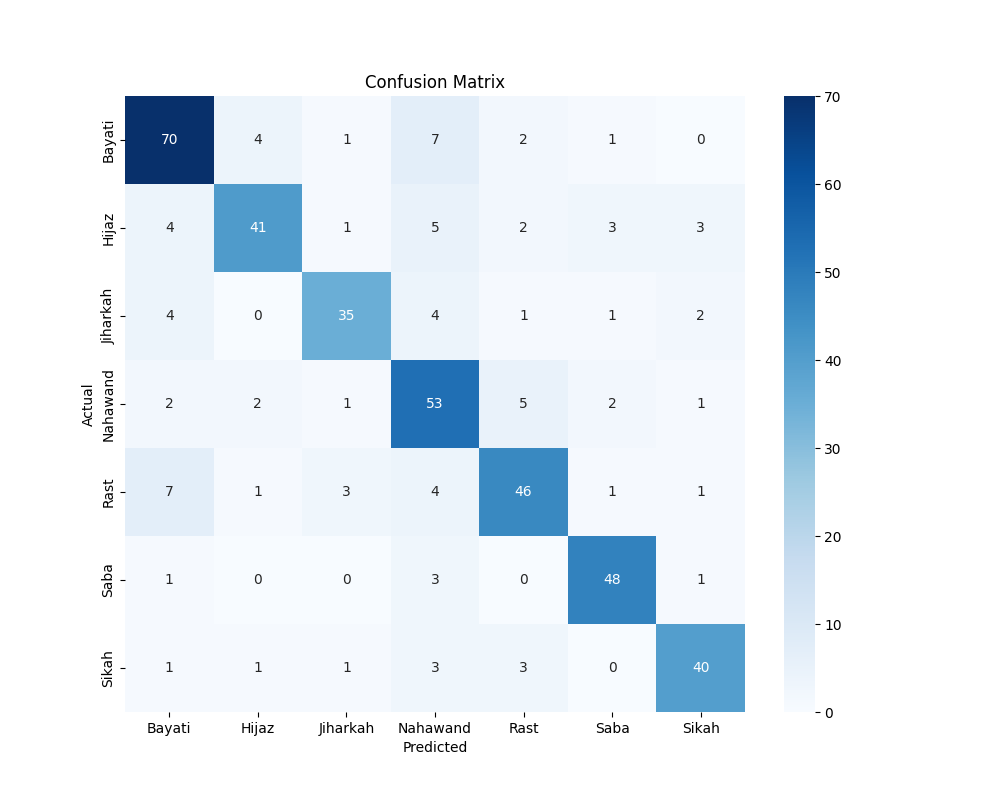 Confusion Matrix
Actual
Bayati 70 4 1 7 2 1 0
Hijaz 4 41 1 5 2 3 3
Jiharkah 4 0 35 4 1 1 2
Nahawand 2 2 1 53 5 2 1
Rast 7 1 3 4 46 1 1
Saba 1 0 0 3 0 48 1
Sikah 1 1 1 3 3 0 40
Bayati Hijaz Jiharkah Nahawand Rast Saba Sikah
Predicted
70
60
50
40
30
20
10
0